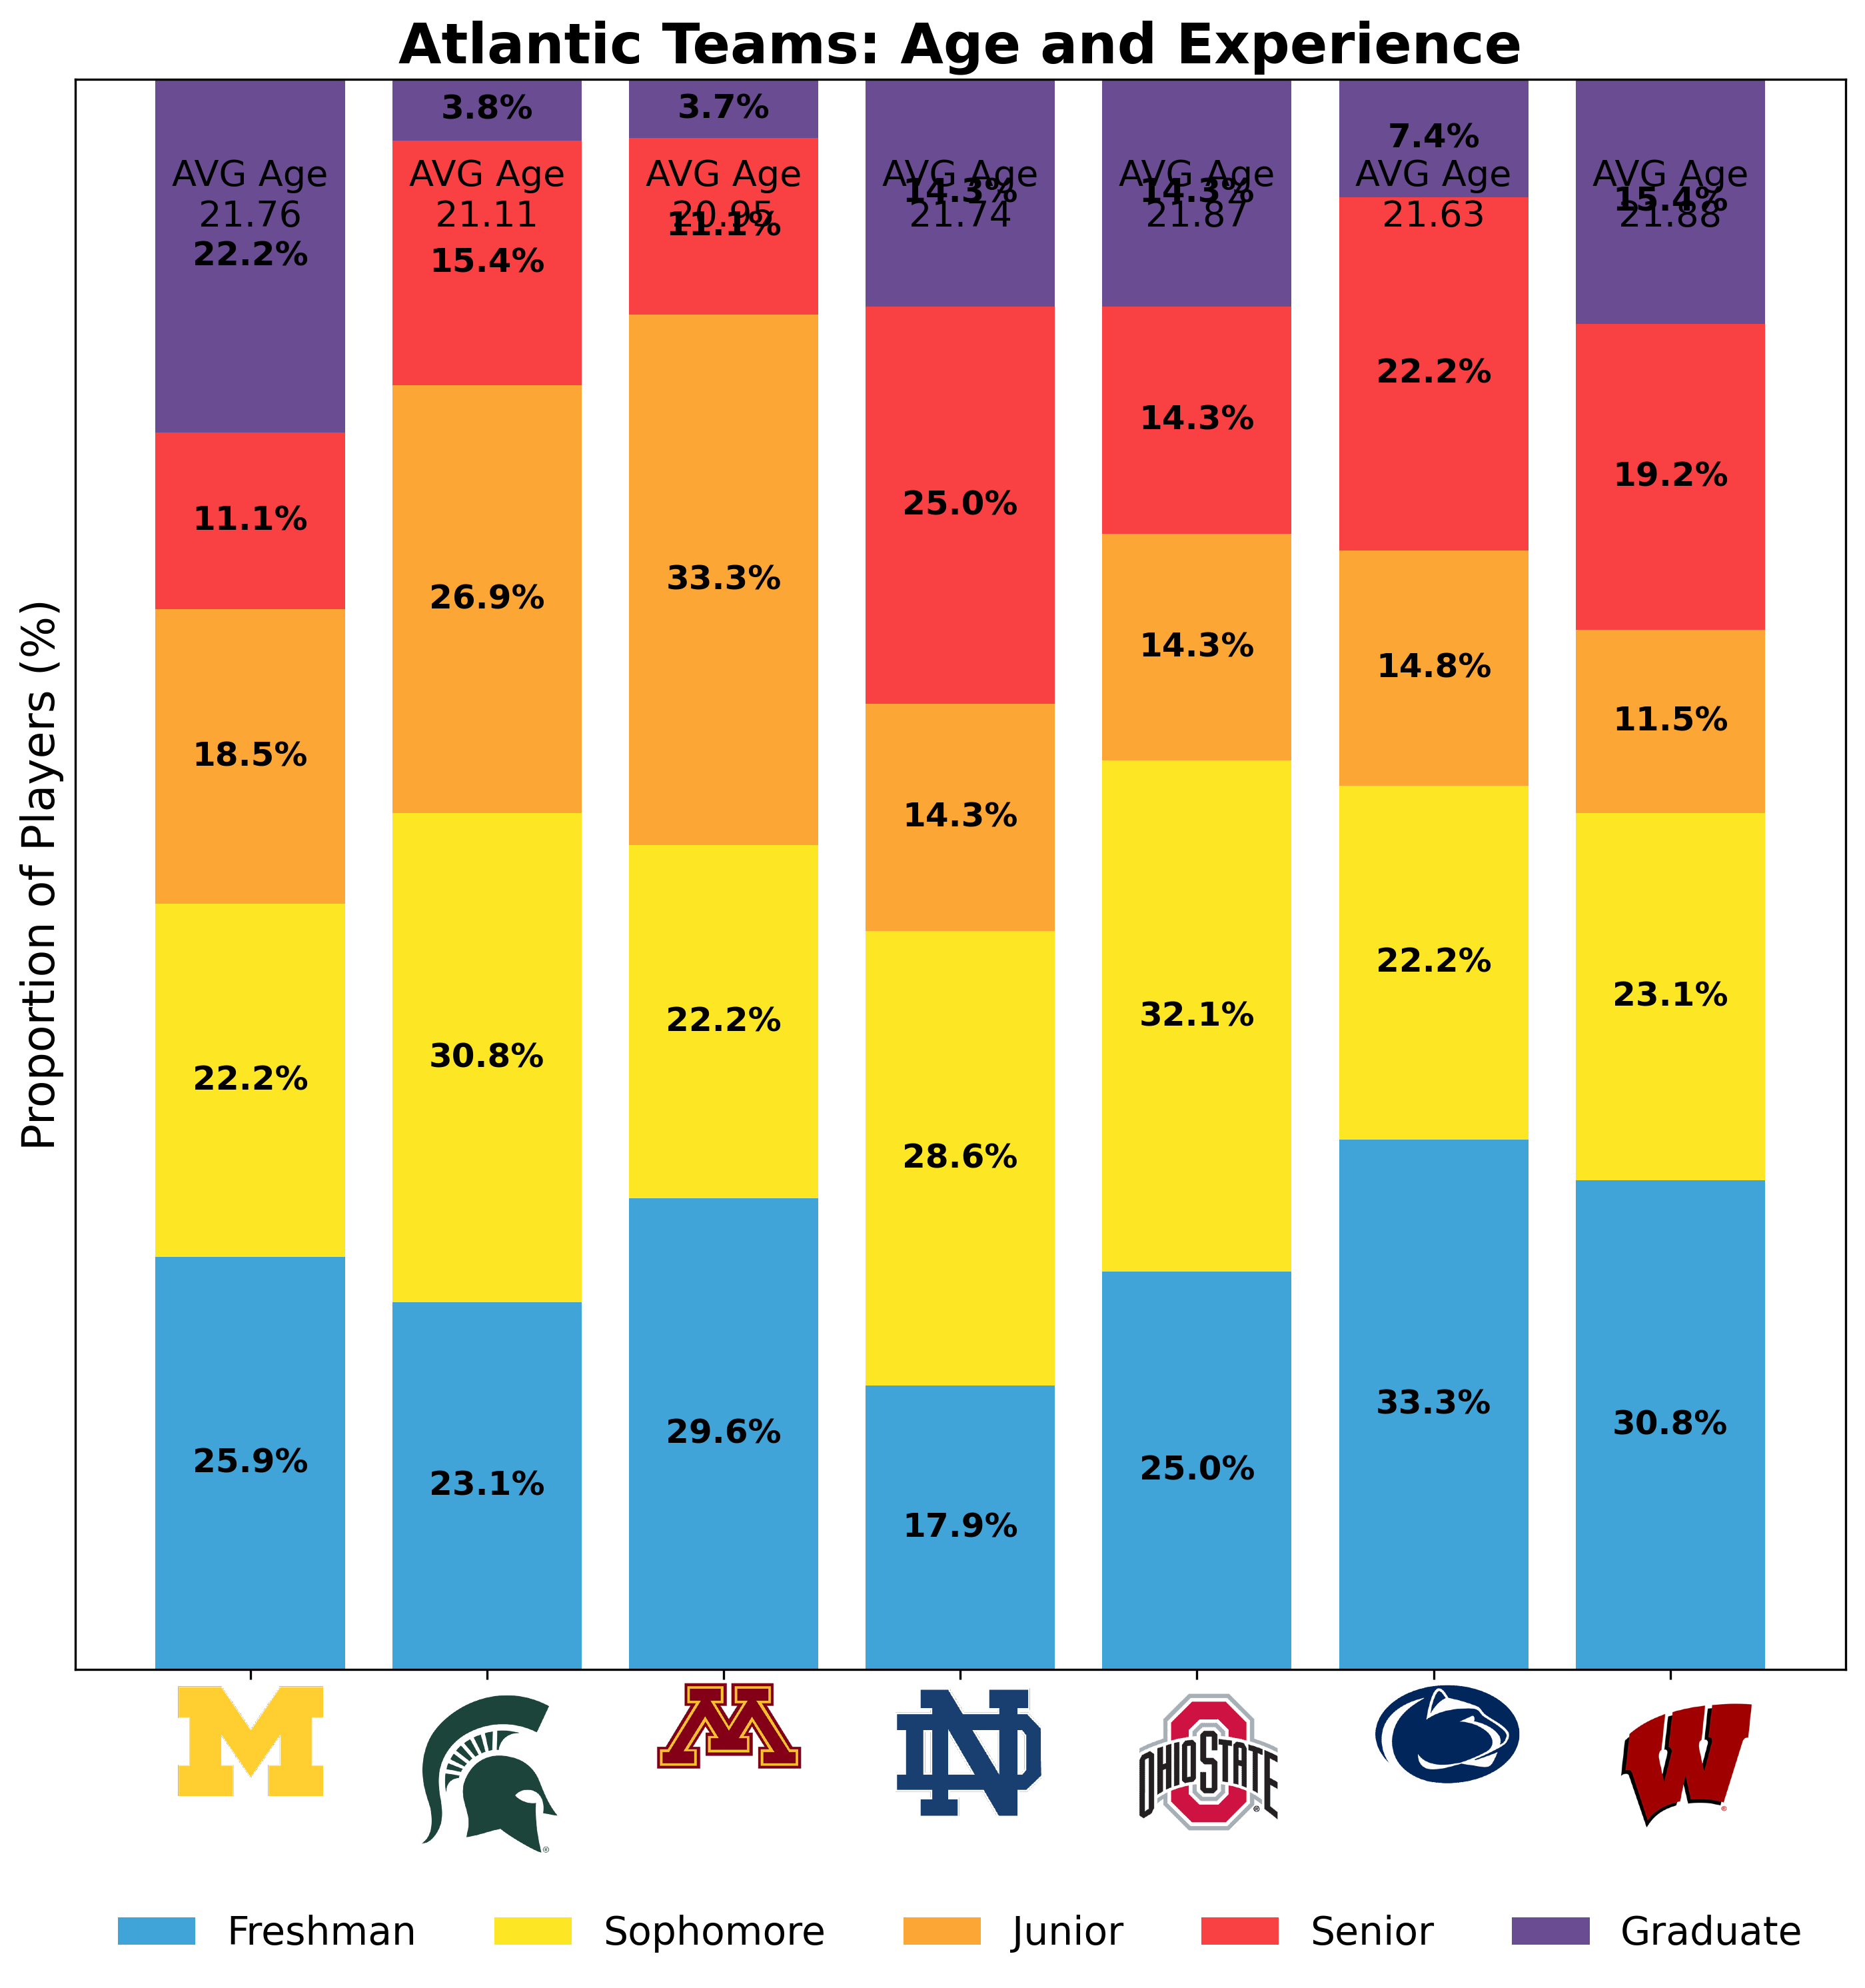 Atlantic Teams: Age and Experience
Proportion of Players (%)
AVG Age
21.76
22.2%
11.1%
18.5%
22.2%
25.9%
3.8%
AVG Age
21.11
15.4%
26.9%
30.8%
23.1%
3.7%
AVG Age
20.95
11.1%
33.3%
22.2%
29.6%
AVG Age
14.3%
21.74
25.0%
14.3%
28.6%
17.9%
AVG Age
14.3%
21.87
14.3%
14.3%
32.1%
25.0%
7.4%
AVG Age
21.63
22.2%
14.8%
22.2%
33.3%
AVG Age
15.4%
21.88
19.2%
11.5%
23.1%
30.8%
M
®
M
ND
OHIO STATE
®
W
®
Freshman
Sophomore
Junior
Senior
Graduate